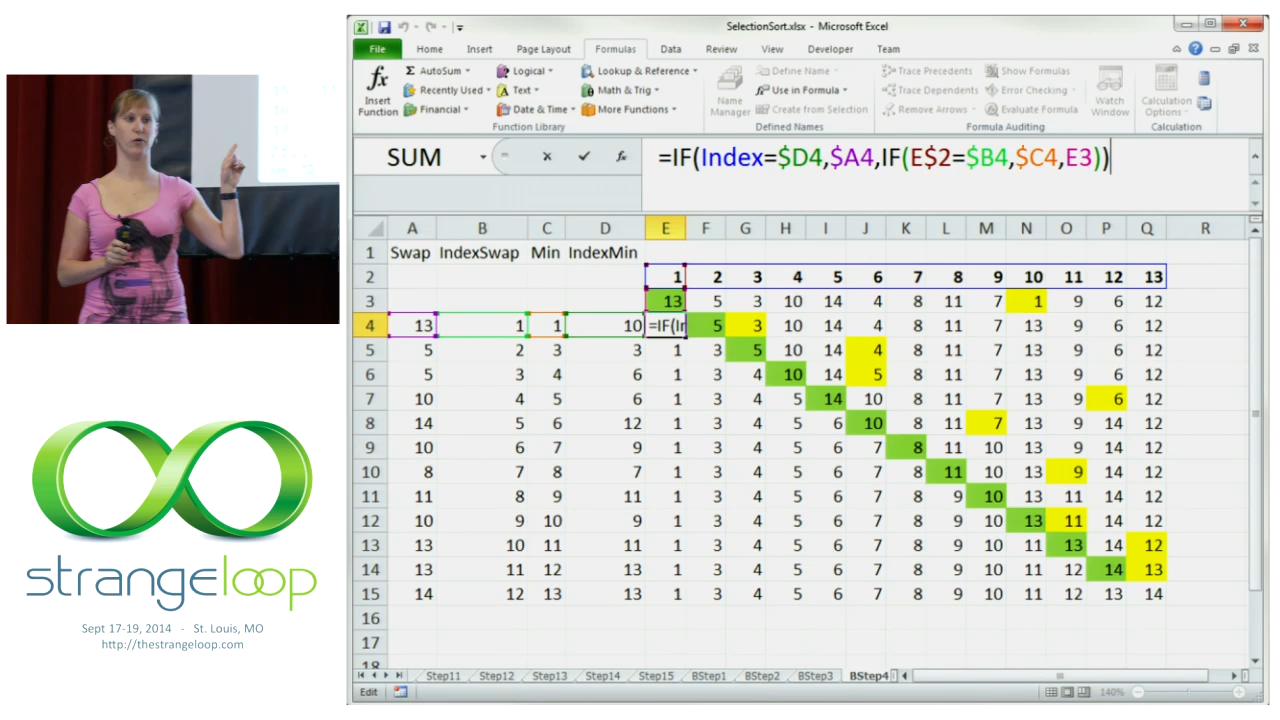 SelectionSort.xlsx - Microsoft Excel
File Home Insert Page Layout Formulas Data Review View Developer Team
fx Insert Function
Σ AutoSum
Recently Used
Financial
Logical
Text
Date & Time
Lookup & Reference
Math & Trig
More Functions
Function Library
Name Manager
Define Name
Use in Formula
Create from Selection
Defined Names
Trace Precedents
Trace Dependents
Remove Arrows
Show Formulas
Error Checking
Evaluate Formula
Formula Auditing
Watch Window
Calculation Options
Calculation
SUM = fx =IF(Index=$D4,$A4,IF(E$2=$B4,$C4,E3))
A B C D E F G H I J K L M N O P Q R
1 Swap IndexSwap Min IndexMin
2 1 2 3 4 5 6 7 8 9 10 11 12 13
3 13 5 3 10 14 4 8 11 7 1 9 6 12
4 13 1 1 10 =IF(In 5 3 10 14 4 8 11 7 13 9 6 12
5 5 2 3 3 1 3 5 10 14 4 8 11 7 13 9 6 12
6 5 3 4 6 1 3 4 10 14 5 8 11 7 13 9 6 12
7 10 4 5 6 1 3 4 5 14 10 8 11 7 13 9 6 12
8 14 5 6 12 1 3 4 5 6 10 8 11 7 13 9 14 12
9 10 6 7 9 1 3 4 5 6 7 8 11 10 13 9 14 12
10 8 7 8 7 1 3 4 5 6 7 8 11 10 13 9 14 12
11 11 8 9 11 1 3 4 5 6 7 8 9 10 13 11 14 12
12 10 9 10 9 1 3 4 5 6 7 8 9 10 13 11 14 12
13 13 10 11 11 1 3 4 5 6 7 8 9 10 11 13 14 12
14 13 11 12 13 1 3 4 5 6 7 8 9 10 11 12 14 13
15 14 12 13 13 1 3 4 5 6 7 8 9 10 11 12 13 14
16
17
18
Step11 Step12 Step13 Step14 Step15 BStep1 BStep2 BStep3 BStep4
Edit 140%
strangeloop
Sept 17-19, 2014 - St. Louis, MO
http://thestrangeloop.com